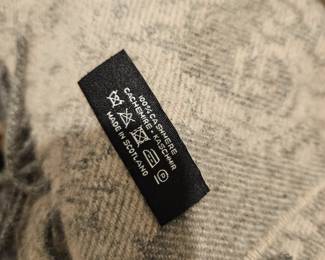 100% CASHMERE
CACHEMIRE - KASCHMIR
MADE IN SCOTLAND